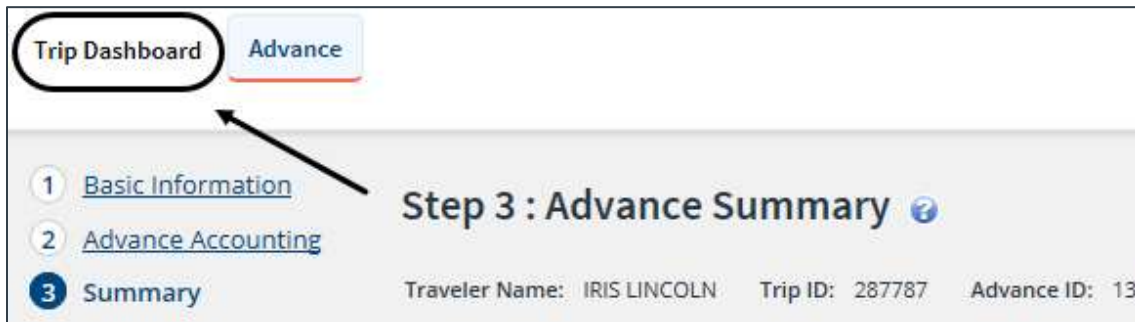 Trip Dashboard Advance
1 Basic Information
Step 3 : Advance Summary
2 Advance Accounting
3 Summary
Traveler Name: IRIS LINCOLN Trip ID: 287787 Advance ID: 13